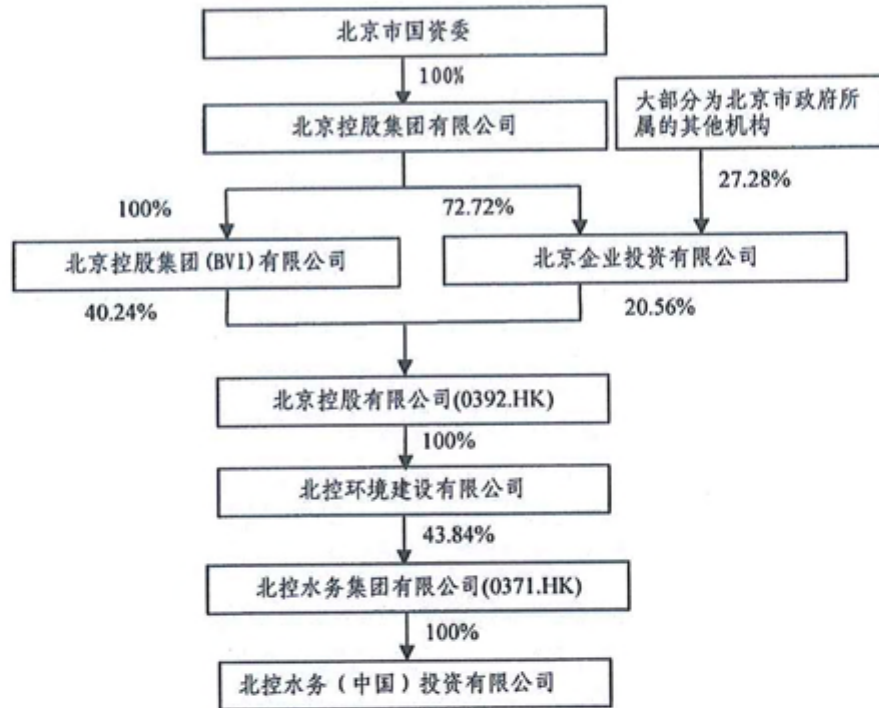 北京市国资委
100%
北京控股集团有限公司
大部分为北京市政府所
属的其他机构
27.28%
100%
72.72%
北京控股集团(BV1)有限公司
北京企业投资有限公司
40.24%
20.56%
北京控股有限公司(0392.HK)
100%
北控环境建设有限公司
43.84%
北控水务集团有限公司(0371.HK)
100%
北控水务（中国）投资有限公司